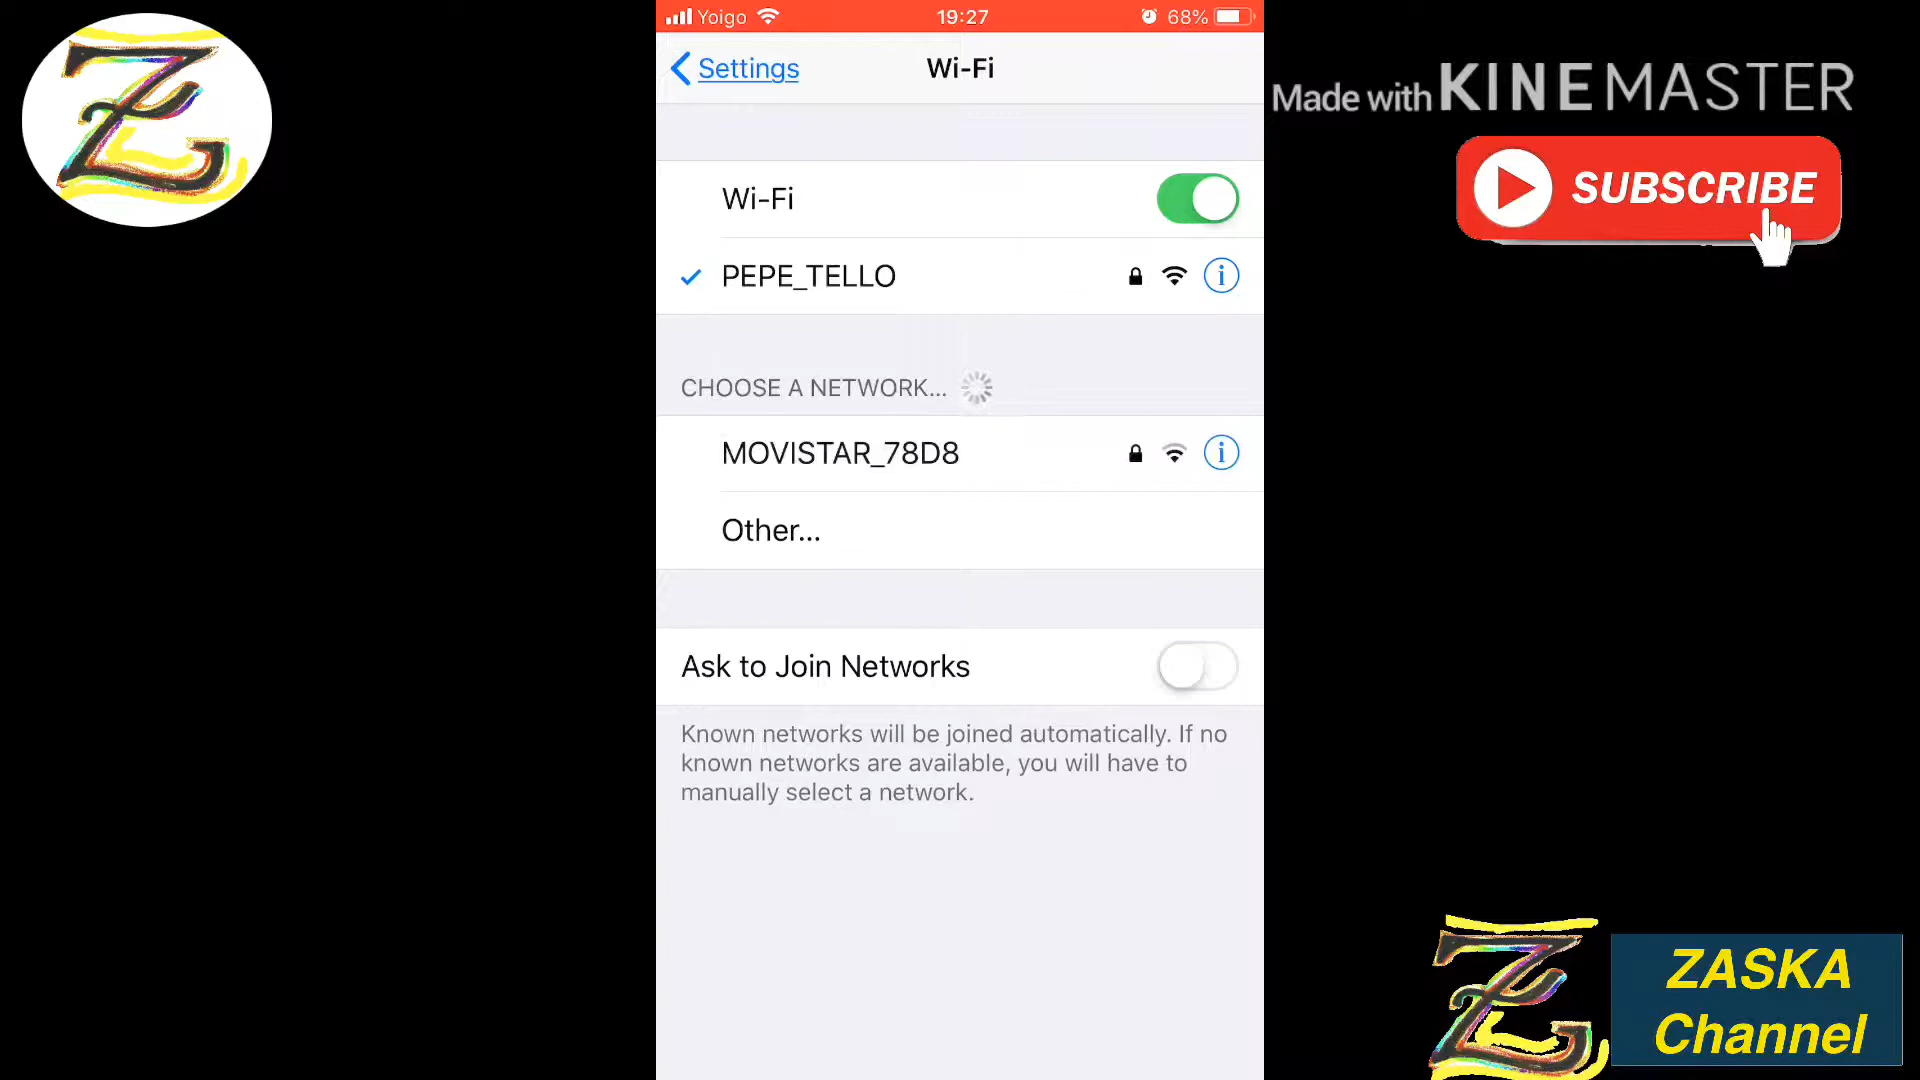 Yoigo 19:27 68%
Settings Wi-Fi
Made with KINEMASTER
SUBSCRIBE
Wi-Fi
PEPE_TELLO
CHOOSE A NETWORK...
MOVISTAR_78D8
Other...
Ask to Join Networks
Known networks will be joined automatically. If no
known networks are available, you will have to
manually select a network.
ZASKA
Channel